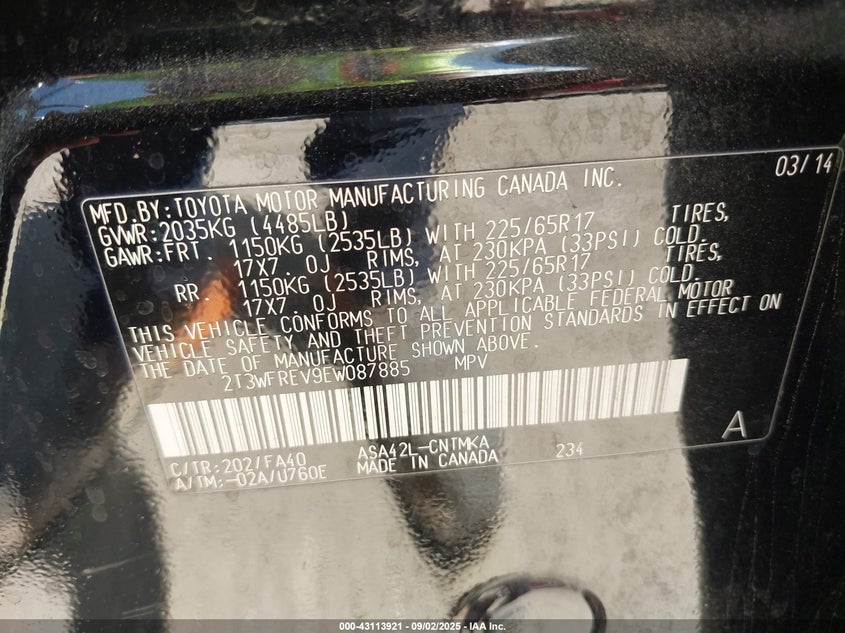 03/14
MFD.BY:TOYOTA MOTOR MANUFACTURING CANADA INC.
GVWR:2035KG (4485LB)
GAWR:FRT. 1150KG (2535LB) WITH 225/65R17 TIRES,
17X7.0J RIMS, AT 230KPA (33PSI) COLD.
RR. 1150KG (2535LB) WITH 225/65R17 TIRES,
17X7.0J RIMS, AT 230KPA (33PSI) COLD.
THIS VEHICLE CONFORMS TO ALL APPLICABLE FEDERAL MOTOR
VEHICLE SAFETY AND THEFT PREVENTION STANDARDS IN EFFECT ON
THE DATE OF MANUFACTURE SHOWN ABOVE.
2T3WFREV9EW087885 MPV
A
C/TR:202/FA40 ASA42L-CNTMKA 234
A/TM:-02A/U760E MADE IN CANADA
000-43113921 - 09/02/2025 - IAA Inc.